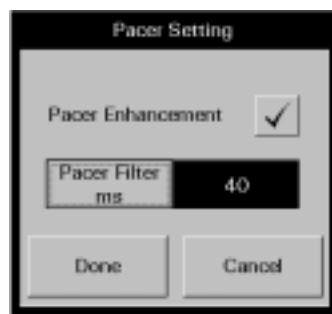 Pacer Setting
Pacer Enhancement
Pacer Filter
ms
40
Done
Cancel